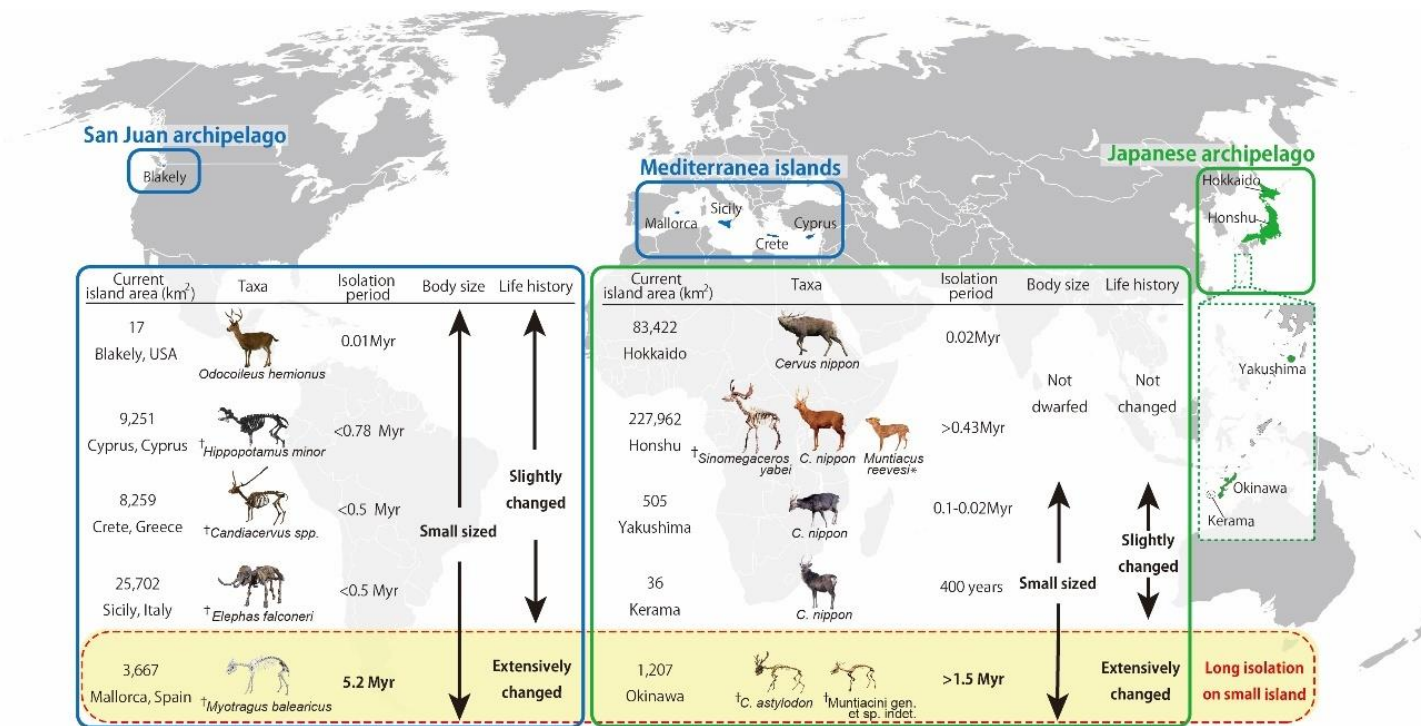 San Juan archipelago
Blakely
Mediterranea islands
Mallorca
Sicily
Crete
Cyprus
Japanese archipelago
Hokkaido
Honshu
Yakushima
Okinawa
Kerama
Current
island area (km²)
Taxa
Isolation
period
Body size
Life history
17
Blakely, USA
Odocoileus hemionus
0.01Myr
9,251
Cyprus, Cyprus
†Hippopotamus minor
<0.78 Myr
8,259
Crete, Greece
†Candiacervus spp.
<0.5 Myr
25,702
Sicily, Italy
†Elephas falconeri
<0.5 Myr
Small sized
Slightly
changed
3,667
Mallorca, Spain
†Myotragus balearicus
5.2 Myr
Extensively
changed
Current
island area (km²)
Taxa
Isolation
period
Body size
Life history
83,422
Hokkaido
Cervus nippon
0.02Myr
227,962
Honshu
†Sinomegaceros
yabei
C. nippon
Muntiacus
reevesi*
>0.43Myr
Not
dwarfed
Not
changed
505
Yakushima
C. nippon
0.1-0.02Myr
36
Kerama
C. nippon
400 years
Small sized
Slightly
changed
1,207
Okinawa
†C. astylodon
†Muntiacini gen.
et sp. indet.
>1.5 Myr
Extensively
changed
Long isolation
on small island